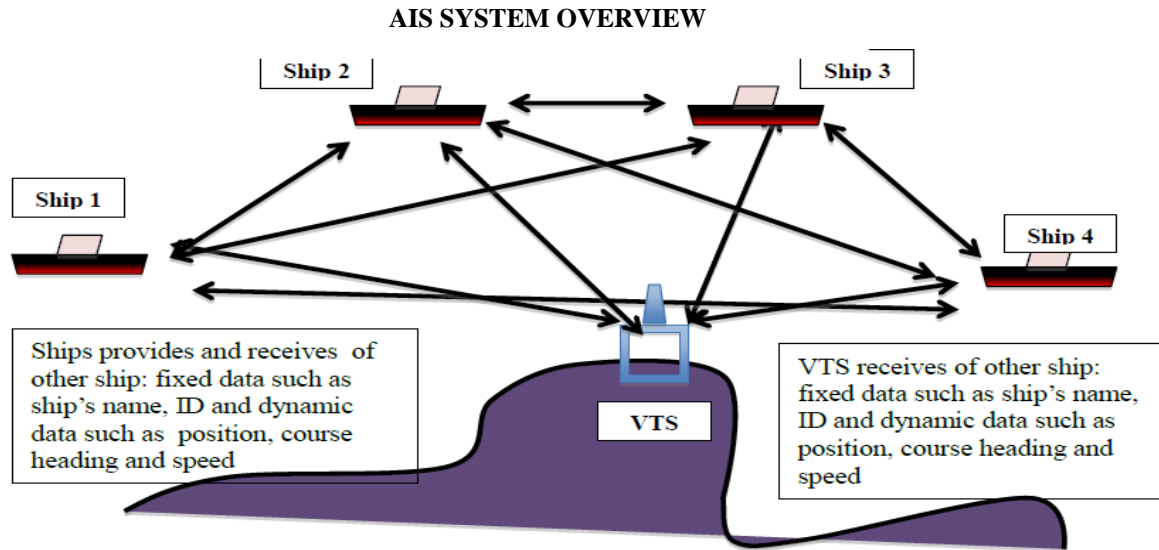 AIS SYSTEM OVERVIEW
Ship 2
Ship 3
Ship 1
Ship 4
Ships provides and receives of
other ship: fixed data such as
ship's name, ID and dynamic
data such as position, course
heading and speed
VTS
VTS receives of other ship:
fixed data such as ship's name,
ID and dynamic data such as
position, course heading and
speed